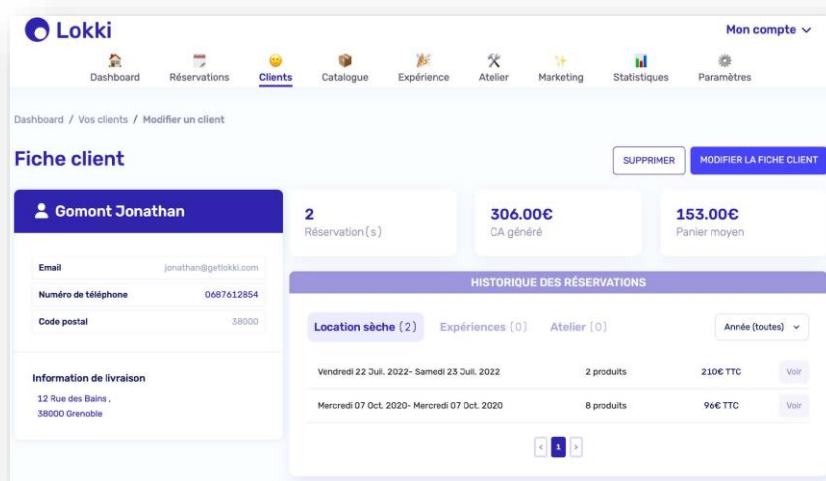 Lokki
Mon compte
Dashboard
Réservations
Clients
Catalogue
Expérience
Atelier
Marketing
Statistiques
Paramètres
Dashboard / Vos clients / Modifier un client
Fiche client
SUPPRIMER
MODIFIER LA FICHE CLIENT
Gomont Jonathan
Email jonathan@getlokki.com
Numéro de téléphone 0687612854
Code postal 38000
Information de livraison
12 Rue des Bains ,
38000 Grenoble
2
Réservation(s)
306.00€
CA généré
153.00€
Panier moyen
HISTORIQUE DES RÉSERVATIONS
Location sèche (2) Expériences (0) Atelier (0) Année (toutes)
Vendredi 22 Juil. 2022- Samedi 23 Juil. 2022 2 produits 210€ TTC Voir
Mercredi 07 Oct. 2020- Mercredi 07 Oct. 2020 8 produits 96€ TTC Voir
< 1 >